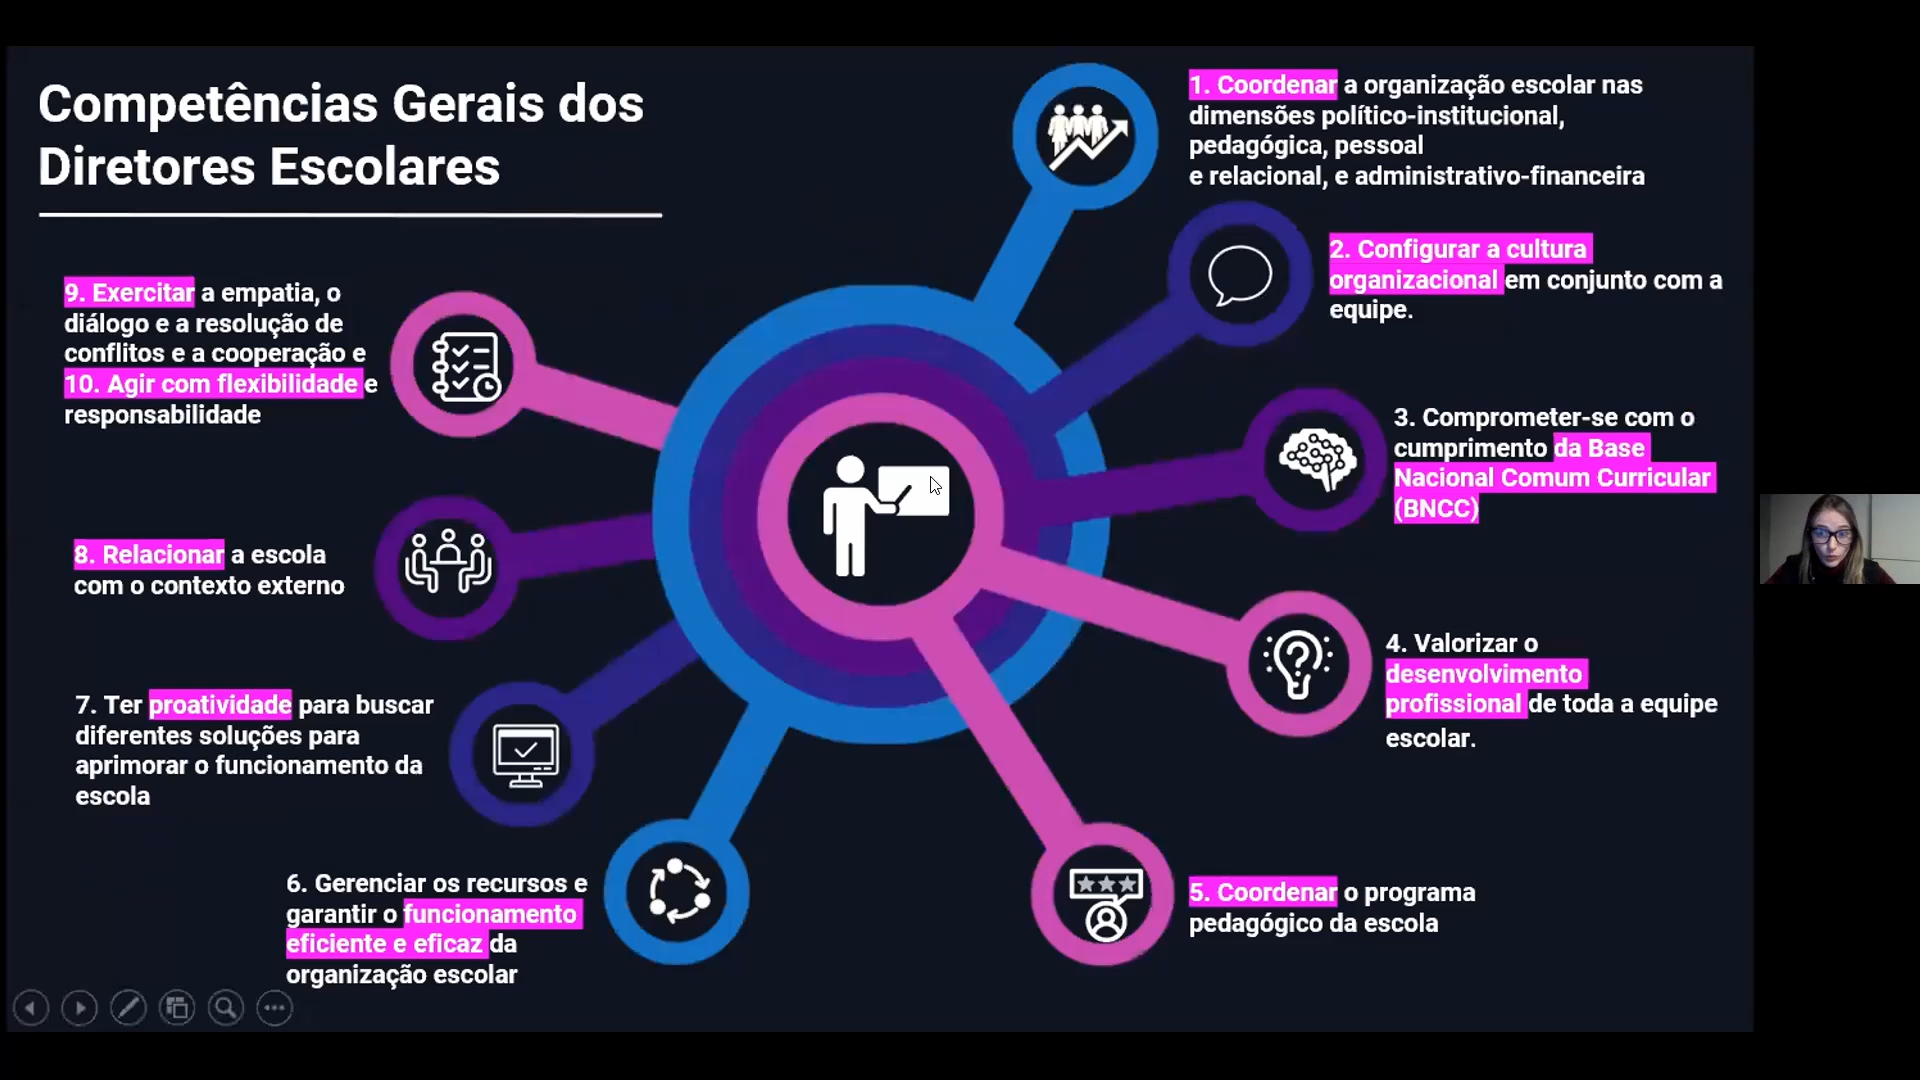 Competências Gerais dos
Diretores Escolares
1. Coordenar a organização escolar nas
dimensões político-institucional,
pedagógica, pessoal
e relacional, e administrativo-financeira
2. Configurar a cultura
organizacional em conjunto com a
equipe.
3. Comprometer-se com o
cumprimento da Base
Nacional Comum Curricular
(BNCC)
4. Valorizar o
desenvolvimento
profissional de toda a equipe
escolar.
5. Coordenar o programa
pedagógico da escola
6. Gerenciar os recursos e
garantir o funcionamento
eficiente e eficaz da
organização escolar
7. Ter proatividade para buscar
diferentes soluções para
aprimorar o funcionamento da
escola
8. Relacionar a escola
com o contexto externo
9. Exercitar a empatia, o
diálogo e a resolução de
conflitos e a cooperação e
10. Agir com flexibilidade e
responsabilidade